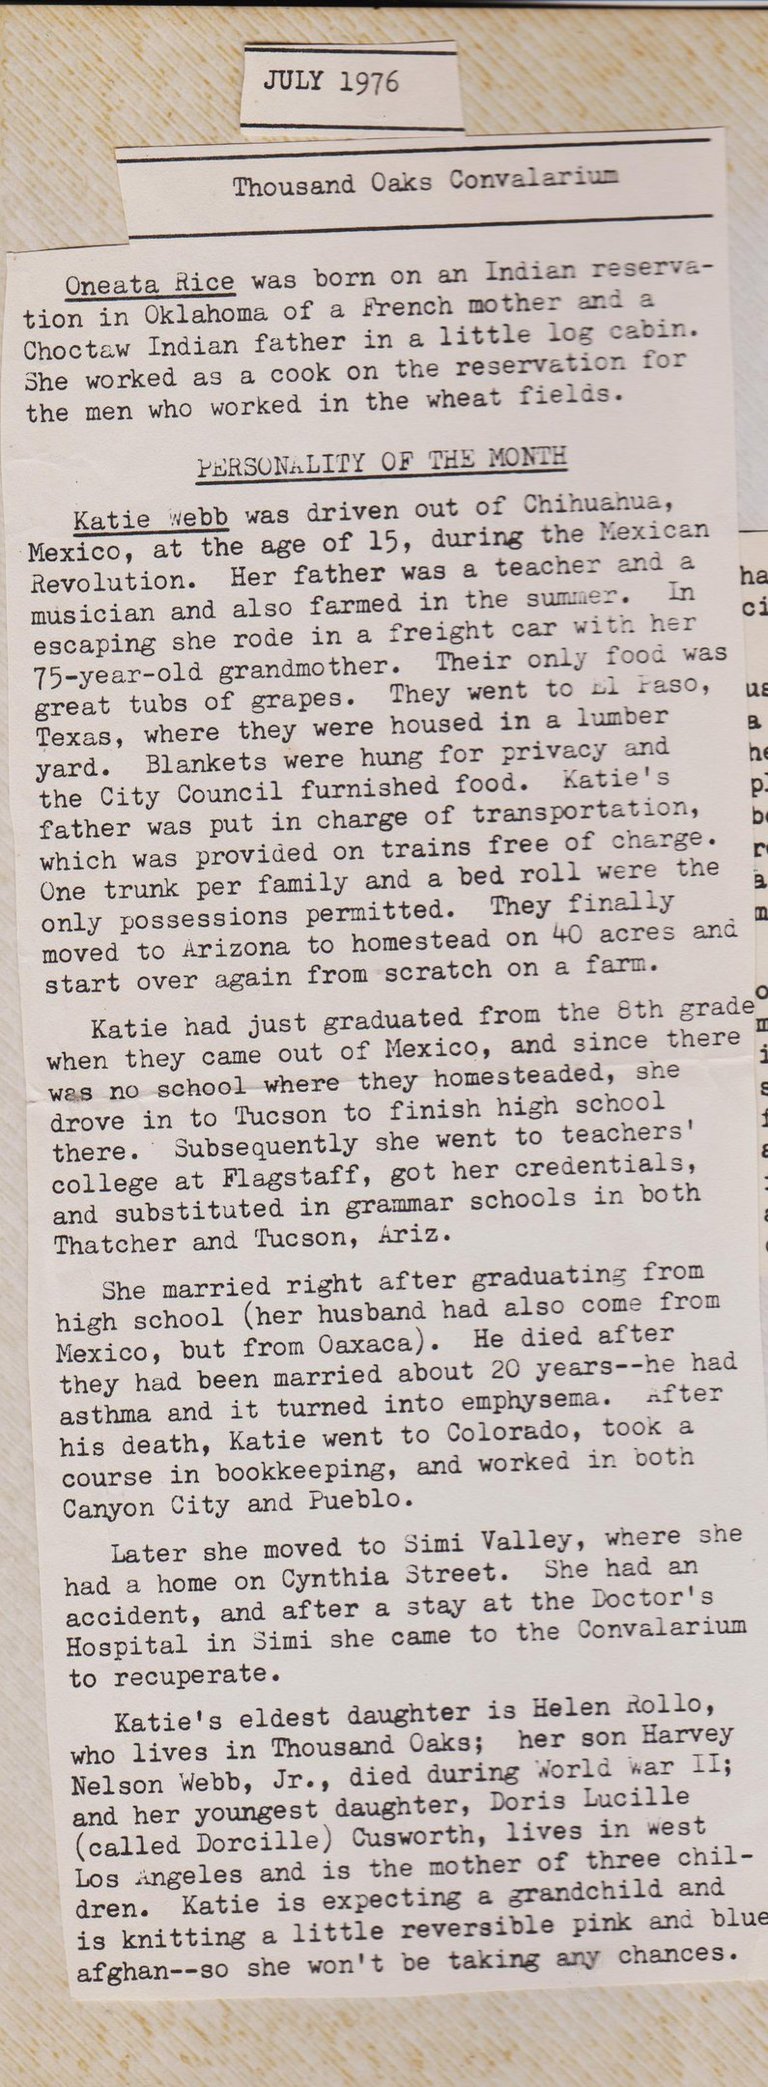 JULY 1976
Thousand Oaks Convalarium
Oneata Rice was born on an Indian reserva-
tion in Oklahoma of a French mother and a
Choctaw Indian father in a little log cabin.
She worked as a cook on the reservation for
the men who worked in the wheat fields.
PERSONALITY OF THE MONTH
Katie Webb was driven out of Chihuahua,
Mexico, at the age of 15, during the Mexican
Revolution. Her father was a teacher and a
musician and also farmed in the summer. In
escaping she rode in a freight car with her
75-year-old grandmother. Their only food was
great tubs of grapes. They went to El Paso,
Texas, where they were housed in a lumber
yard. Blankets were hung for privacy and
the City Council furnished food. Katie's
father was put in charge of transportation,
which was provided on trains free of charge.
One trunk per family and a bed roll were the
only possessions permitted. They finally
moved to Arizona to homestead on 40 acres and
start over again from scratch on a farm.
Katie had just graduated from the 8th grade
when they came out of Mexico, and since there
was no school where they homesteaded, she
drove in to Tucson to finish high school
there. Subsequently she went to teachers'
college at Flagstaff, got her credentials,
and substituted in grammar schools in both
Thatcher and Tucson, Ariz.
She married right after graduating from
high school (her husband had also come from
Mexico, but from Oaxaca). He died after
they had been married about 20 years--he had
asthma and it turned into emphysema. After
his death, Katie went to Colorado, took a
course in bookkeeping, and worked in both
Canyon City and Pueblo.
Later she moved to Simi Valley, where she
had a home on Cynthia Street. She had an
accident, and after a stay at the Doctor's
Hospital in Simi she came to the Convalarium
to recuperate.
Katie's eldest daughter is Helen Rollo,
who lives in Thousand Oaks; her son Harvey
Nelson Webb, Jr., died during World War II;
and her youngest daughter, Doris Lucille
(called Dorcille) Cusworth, lives in West
Los Angeles and is the mother of three chil-
dren. Katie is expecting a grandchild and
is knitting a little reversible pink and blue
afghan--so she won't be taking any chances.